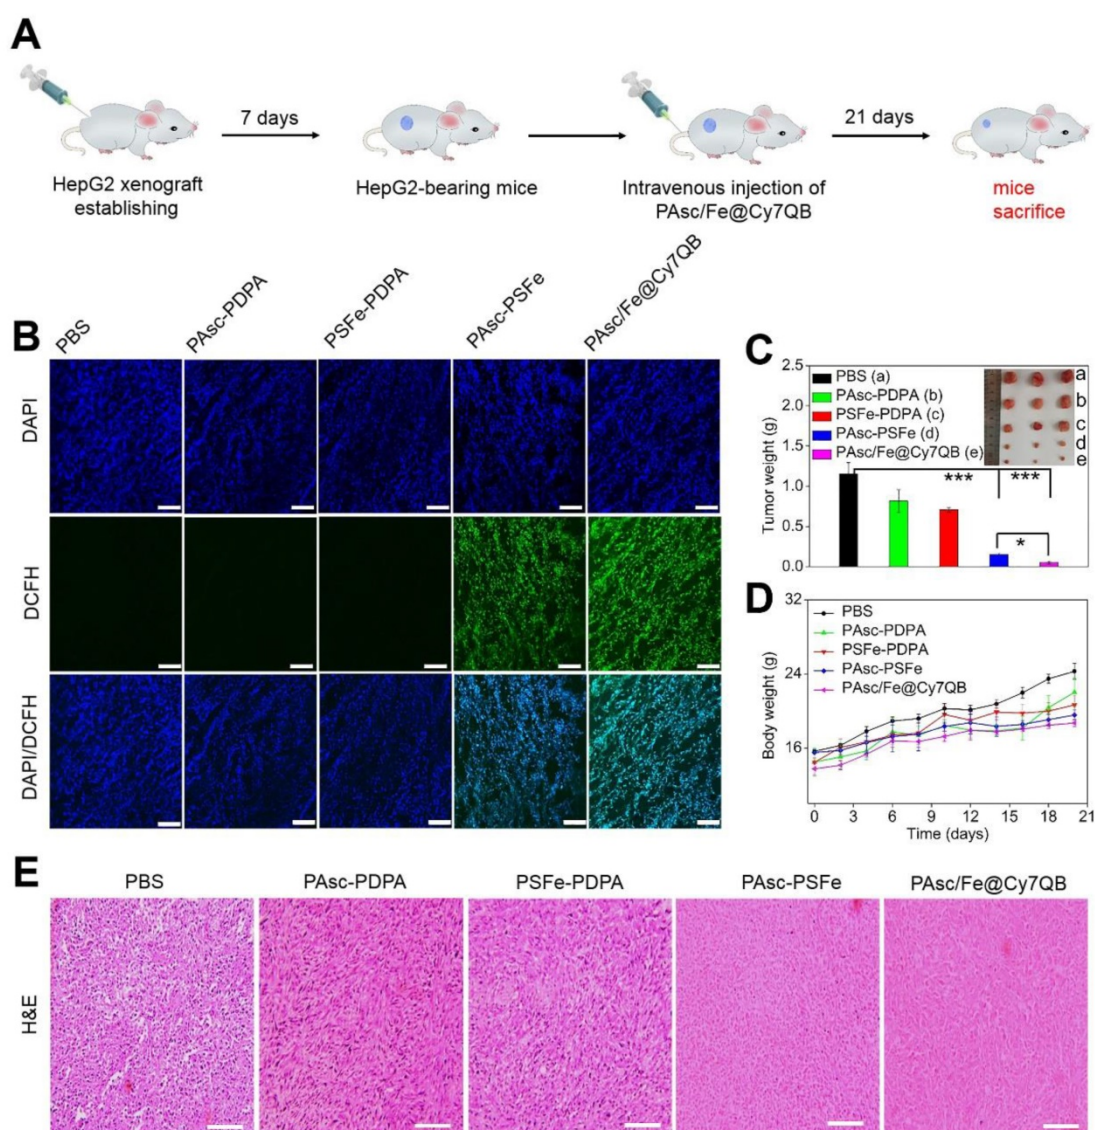 A
7 days
21 days
HepG2 xenograft
establishing
HepG2-bearing mice
Intravenous injection of
PAsc/Fe@Cy7QB
mice
sacrifice
B
PBS
PAsc-PDPA
PSFe-PDPA
PAsc-PSFe
PAsc/Fe@Cy7QB
DAPI
DCFH
DAPI/DCFH
C
Tumor weight (g)
2.5
2.0
1.5
1.0
0.5
0.0
PBS (a)
PAsc-PDPA (b)
PSFe-PDPA (c)
PAsc-PSFe (d)
PAsc/Fe@Cy7QB (e)
a
b
c
d
e
***
***
*
D
Body weight (g)
32
24
16
PBS
PAsc-PDPA
PSFe-PDPA
PAsc-PSFe
PAsc/Fe@Cy7QB
0 3 6 9 12 15 18 21
Time (days)
E
PBS
PAsc-PDPA
PSFe-PDPA
PAsc-PSFe
PAsc/Fe@Cy7QB
H&E